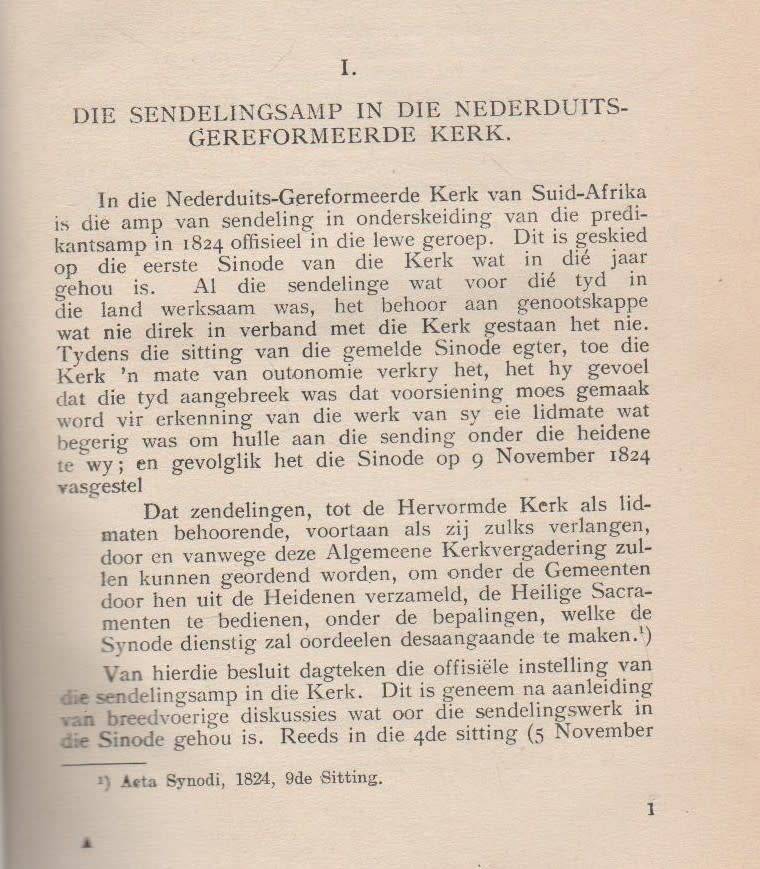 I.
DIE SENDELINGSAMP IN DIE NEDERDUITS-
GEREFORMEERDE KERK.
In die Nederduits-Gereformeerde Kerk van Suid-Afrika
is die amp van sendeling in onderskeiding van die predi-
kantsamp in 1824 offisieel in die lewe geroep. Dit is geskied
op die eerste Sinode van die Kerk wat in dié jaar
gehou is. Al die sendelinge wat voor dié tyd in
die land werksaam was, het behoor aan genootskappe
wat nie direk in verband met die Kerk gestaan het nie.
Tydens die sitting van die gemelde Sinode egter, toe die
Kerk 'n mate van outonomie verkry het, het hy gevoel
dat die tyd aangebreek was dat voorsiening moes gemaak
word vir erkenning van die werk van sy eie lidmate wat
begerig was om hulle aan die sending onder die heidene
te wy; en gevolglik het die Sinode op 9 November 1824
vasgestel
Dat zendelingen, tot de Hervormde Kerk als lid-
maten behoorende, voortaan als zij zulks verlangen,
door en vanwege deze Algemeene Kerkvergadering zul-
len kunnen geordend worden, om onder de Gemeenten
door hen uit de Heidenen verzameld, de Heilige Sacra-
menten te bedienen, onder de bepalingen, welke de
Synode dienstig zal oordeelen desaangaande te maken.¹)
Van hierdie besluit dagteken die offisiële instelling van
die sendelingsamp in die Kerk. Dit is geneem na aanleiding
van breedvoerige diskussies wat oor die sendelingswerk in
die Sinode gehou is. Reeds in die 4de sitting (5 November
¹) Acta Synodi, 1824, 9de Sitting.
1
A